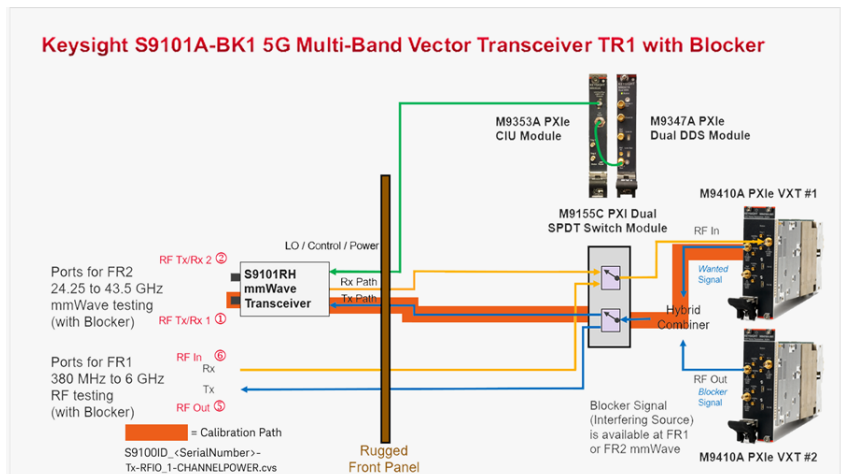 Keysight S9101A-BK1 5G Multi-Band Vector Transceiver TR1 with Blocker
M9353A PXIe
CIU Module
M9347A PXIe
Dual DDS Module
M9410A PXIe VXT #1
M9155C PXI Dual
SPDT Switch Module
RF In
LO / Control / Power
RF Tx/Rx 2 ②
S9101RH
mmWave
Transceiver
Rx Path
Tx Path
Wanted
Signal
Ports for FR2
24.25 to 43.5 GHz
mmWave testing
(with Blocker)
RF Tx/Rx 1 ①
Hybrid
Combiner
Ports for FR1
380 MHz to 6 GHz
RF testing
(with Blocker)
RF In ⑥
Rx
Tx
RF Out ⑤
RF Out
Blocker
Signal
Blocker Signal
(Interfering Source)
is available at FR1
or FR2 mmWave
= Calibration Path
S9100ID_<SerialNumber>-
Tx-RFIO_1-CHANNELPOWER.cvs
Rugged
Front Panel
M9410A PXIe VXT #2